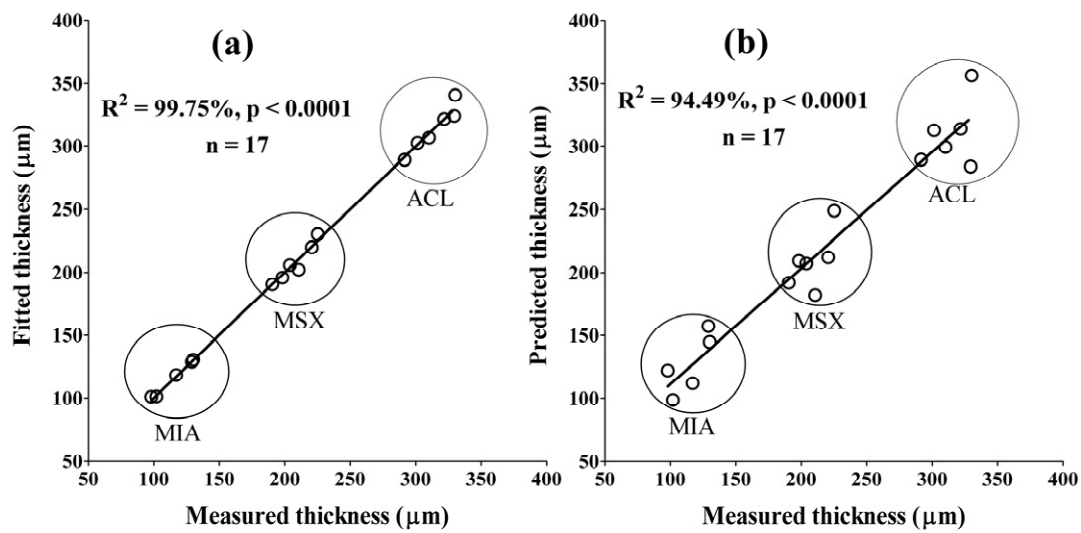 (a)
R² = 99.75%, p < 0.0001
n = 17
ACL
MSX
MIA
Fitted thickness (μm)
400
350
300
250
200
150
100
50
50 100 150 200 250 300 350 400
Measured thickness (μm)
(b)
R² = 94.49%, p < 0.0001
n = 17
ACL
MSX
MIA
Predicted thickness (μm)
400
350
300
250
200
150
100
50
50 100 150 200 250 300 350 400
Measured thickness (μm)